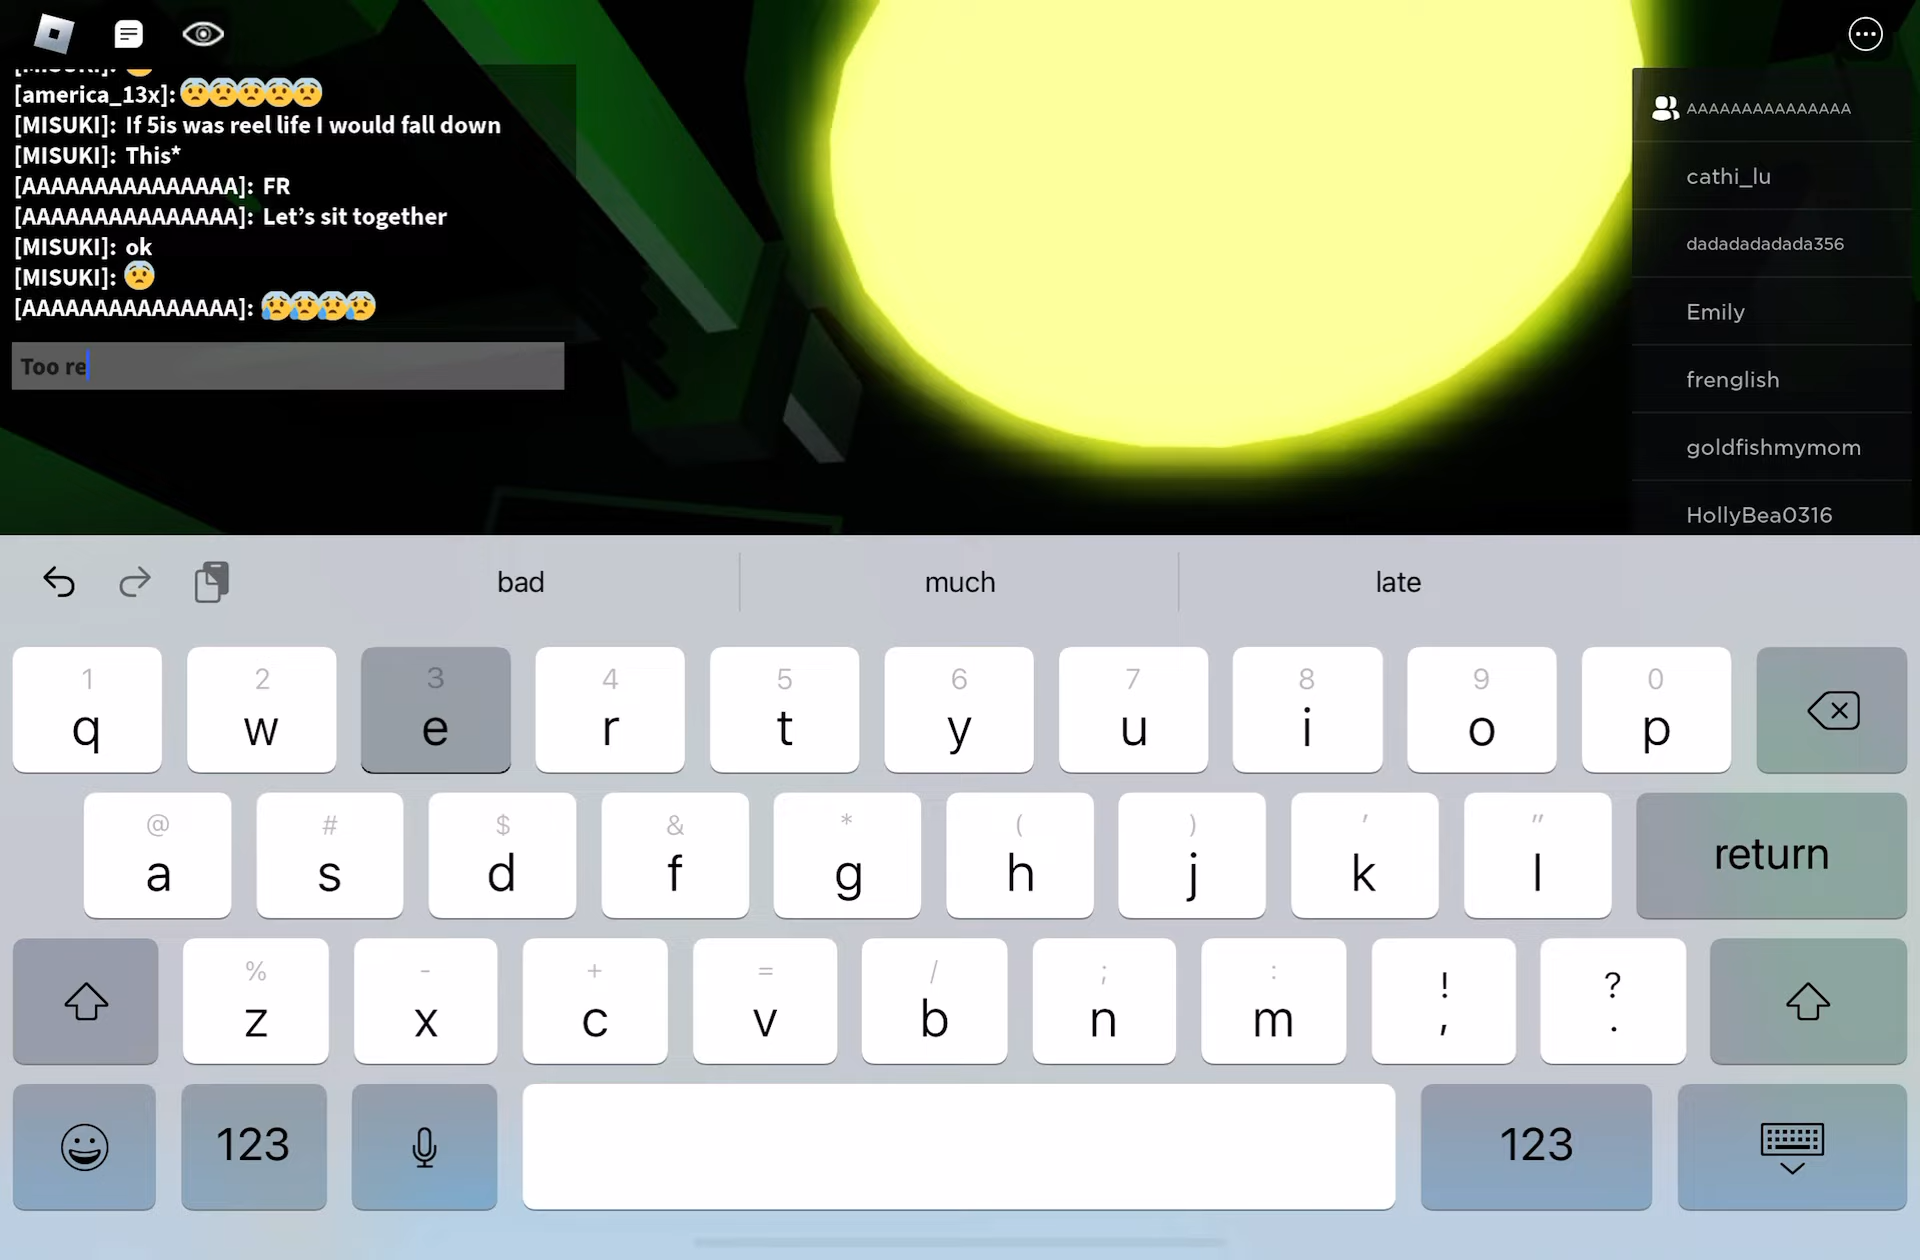 [MISUKI]: 😨
[america_13x]: 😨😨😨😨😨
[MISUKI]: If 5is was reel life I would fall down
[MISUKI]: This*
[AAAAAAAAAAAAAAA]: FR
[AAAAAAAAAAAAAAA]: Let’s sit together
[MISUKI]: ok
[MISUKI]: 😨
[AAAAAAAAAAAAAAA]: 😰😰😰😰
Too re
AAAAAAAAAAAAAAA
cathi_lu
dadadadadada356
Emily
frenglish
goldfishmymom
HollyBea0316
bad much late
1 2 3 4 5 6 7 8 9 0
q w e r t y u i o p
@ # $ & * ( ) ' "
a s d f g h j k l return
% - + = / ; : ! ?
z x c v b n m , .
123 123